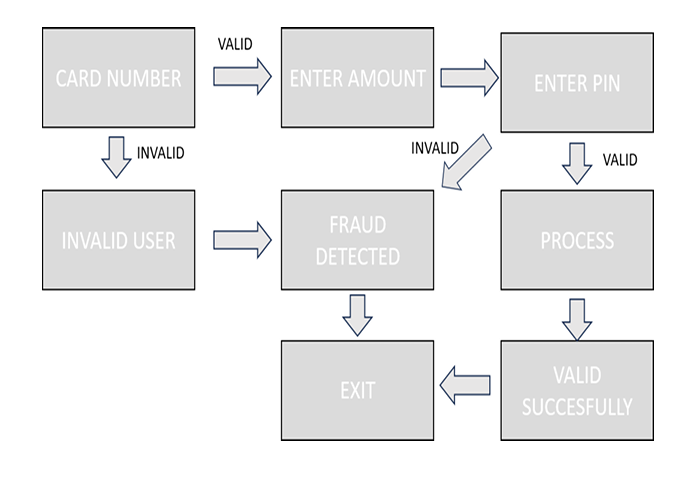 VALID
CARD NUMBER
ENTER AMOUNT
ENTER PIN
INVALID
INVALID
VALID
INVALID USER
FRAUD
DETECTED
PROCESS
EXIT
VALID
SUCCESFULLY